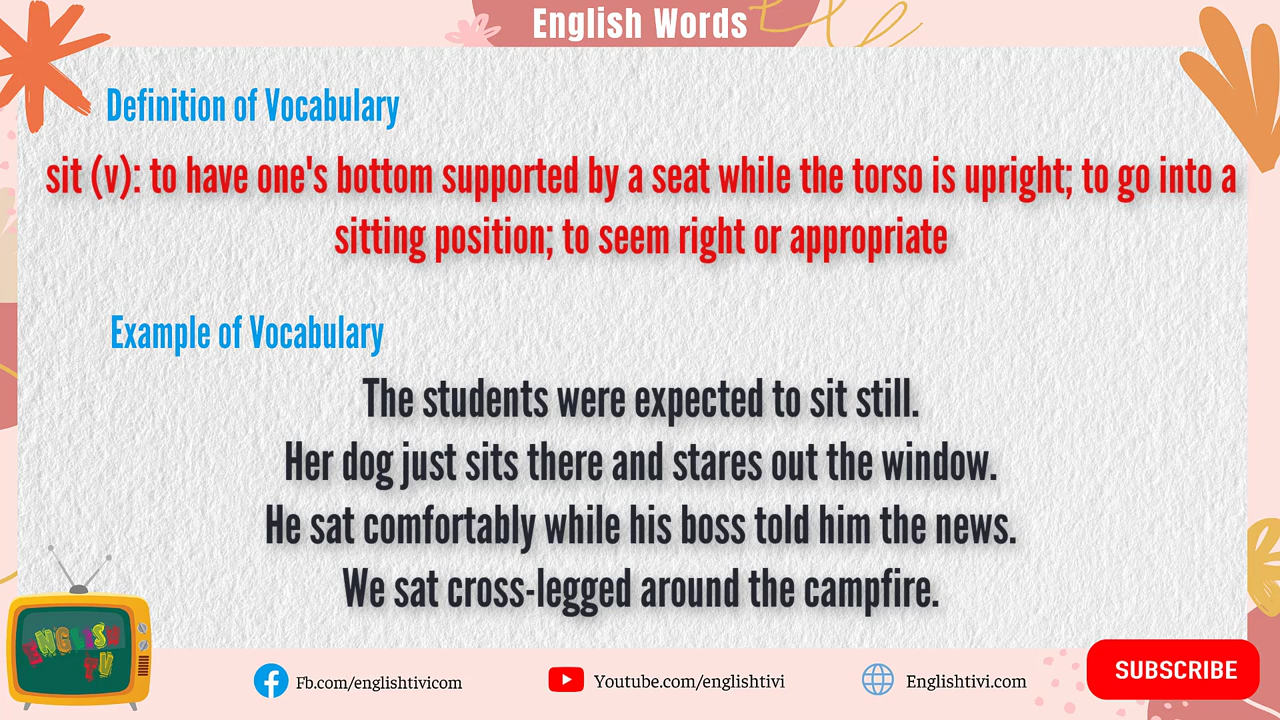 English Words
Definition of Vocabulary
sit (v): to have one's bottom supported by a seat while the torso is upright; to go into a
sitting position; to seem right or appropriate
Example of Vocabulary
The students were expected to sit still.
Her dog just sits there and stares out the window.
He sat comfortably while his boss told him the news.
We sat cross-legged around the campfire.
ENGLISH
TV
Fb.com/englishtivicom
Youtube.com/englishtivi
Englishtivi.com
SUBSCRIBE